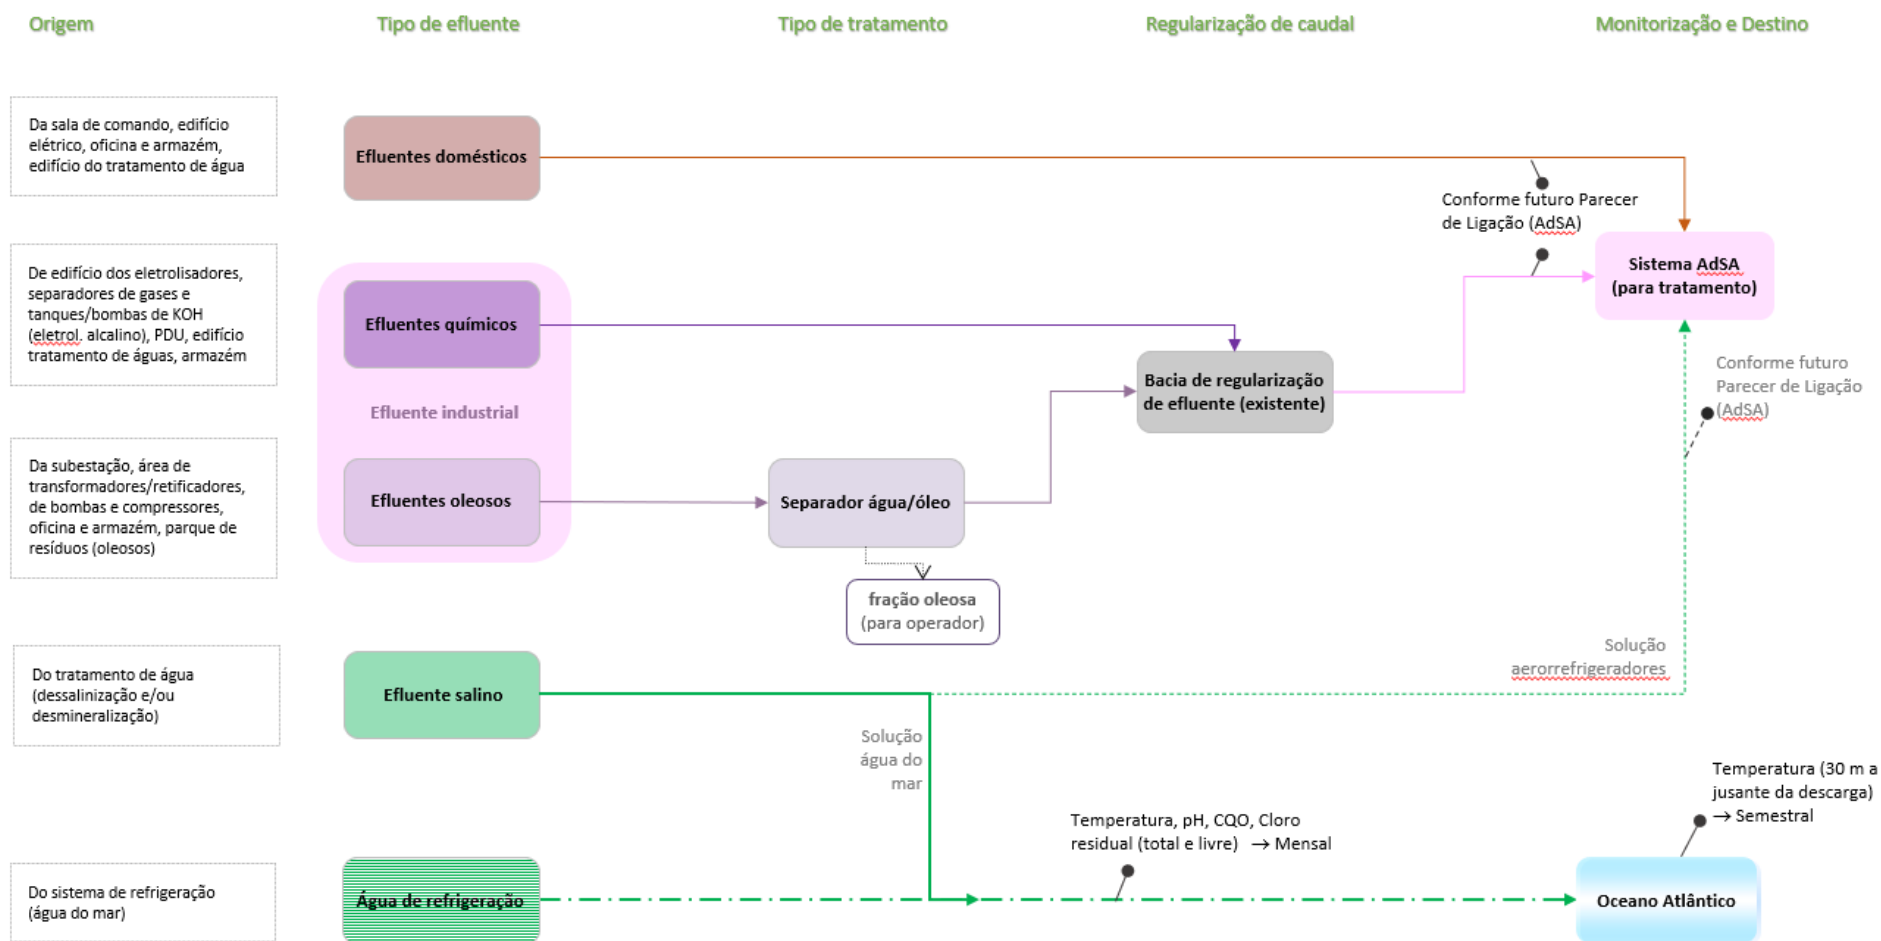 Origem
Tipo de efluente
Tipo de tratamento
Regularização de caudal
Monitorização e Destino
Da sala de comando, edifício
elétrico, oficina e armazém,
edifício do tratamento de água
Efluentes domésticos
Conforme futuro Parecer
de Ligação (AdSA)
De edifício dos eletrolisadores,
separadores de gases e
tanques/bombas de KOH
(eletrol. alcalino), PDU, edifício
tratamento de águas, armazém
Efluentes químicos
Efluente industrial
Bacia de regularização
de efluente (existente)
Sistema AdSA
(para tratamento)
Conforme futuro
Parecer de Ligação
(AdSA)
Da subestação, área de
transformadores/retificadores,
de bombas e compressores,
oficina e armazém, parque de
resíduos (oleosos)
Efluentes oleosos
Separador água/óleo
fração oleosa
(para operador)
Do tratamento de água
(dessalinização e/ou
desmineralização)
Efluente salino
Solução
aerorrefigeradores
Solução
água do
mar
Temperatura, pH, CQO, Cloro
residual (total e livre) → Mensal
Temperatura (30 m a
jusante da descarga)
→ Semestral
Do sistema de refrigeração
(água do mar)
Água de refrigeração
Oceano Atlântico